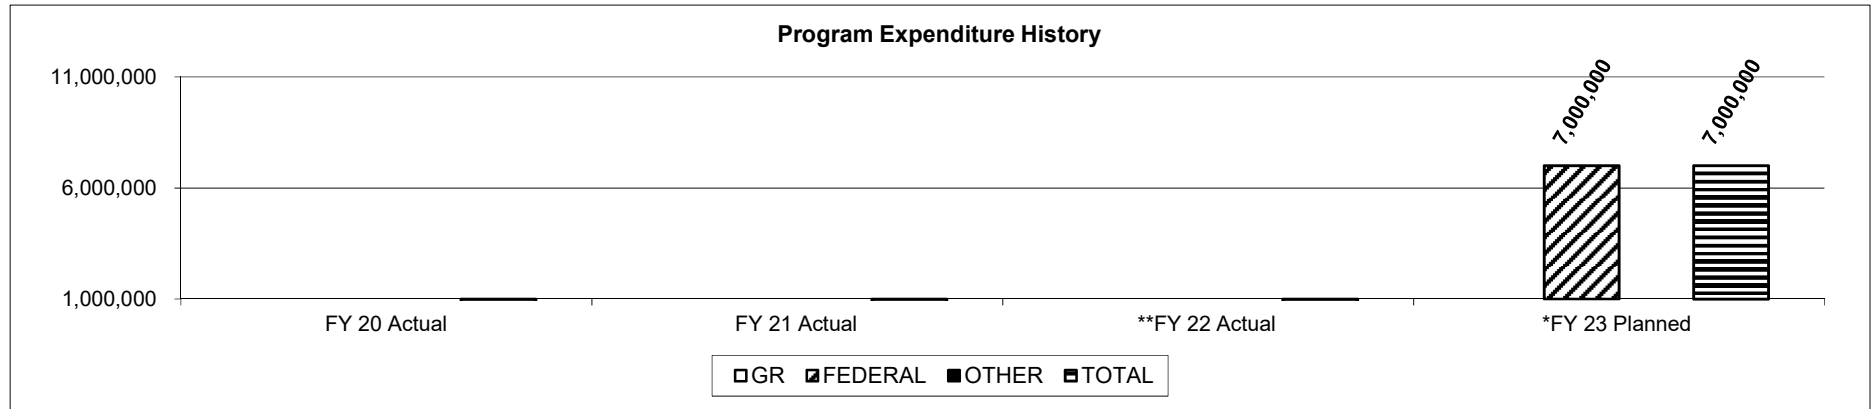 Program Expenditure History
11,000,000
6,000,000
1,000,000
7,000,000
7,000,000
FY 20 Actual
FY 21 Actual
**FY 22 Actual
*FY 23 Planned
GR FEDERAL OTHER TOTAL